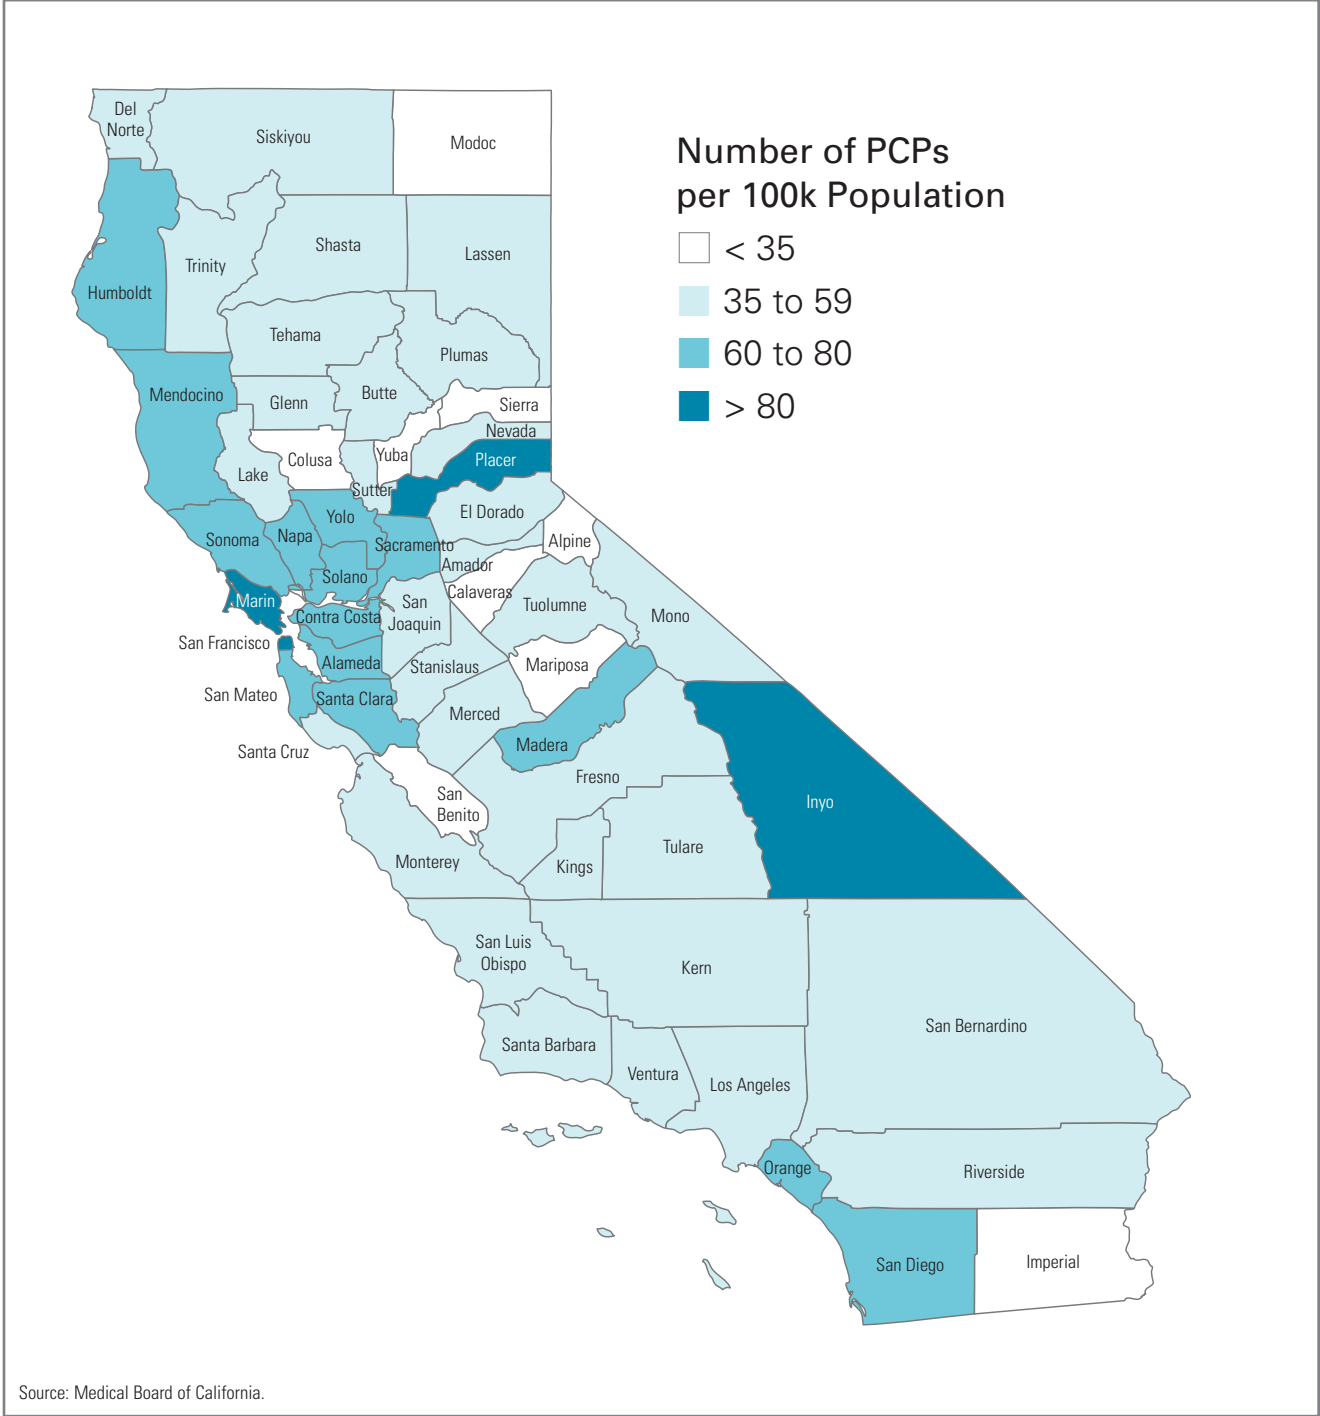 Number of PCPs
per 100k Population
< 35
35 to 59
60 to 80
> 80
Del
Norte
Siskiyou
Modoc
Shasta
Lassen
Trinity
Humboldt
Tehama
Plumas
Mendocino
Glenn
Butte
Sierra
Nevada
Colusa
Yuba
Placer
Lake
Sutter
El Dorado
Yolo
Sonoma
Napa
Sacramento
Alpine
Amador
Solano
Calaveras
Marin
San
Joaquin
Tuolumne
Mono
Contra Costa
San Francisco
Alameda
Stanislaus
Mariposa
San Mateo
Santa Clara
Merced
Madera
Santa Cruz
Fresno
San
Benito
Inyo
Monterey
Kings
Tulare
San Luis
Obispo
Kern
San Bernardino
Santa Barbara
Ventura
Los Angeles
Orange
Riverside
San Diego
Imperial
Source: Medical Board of California.